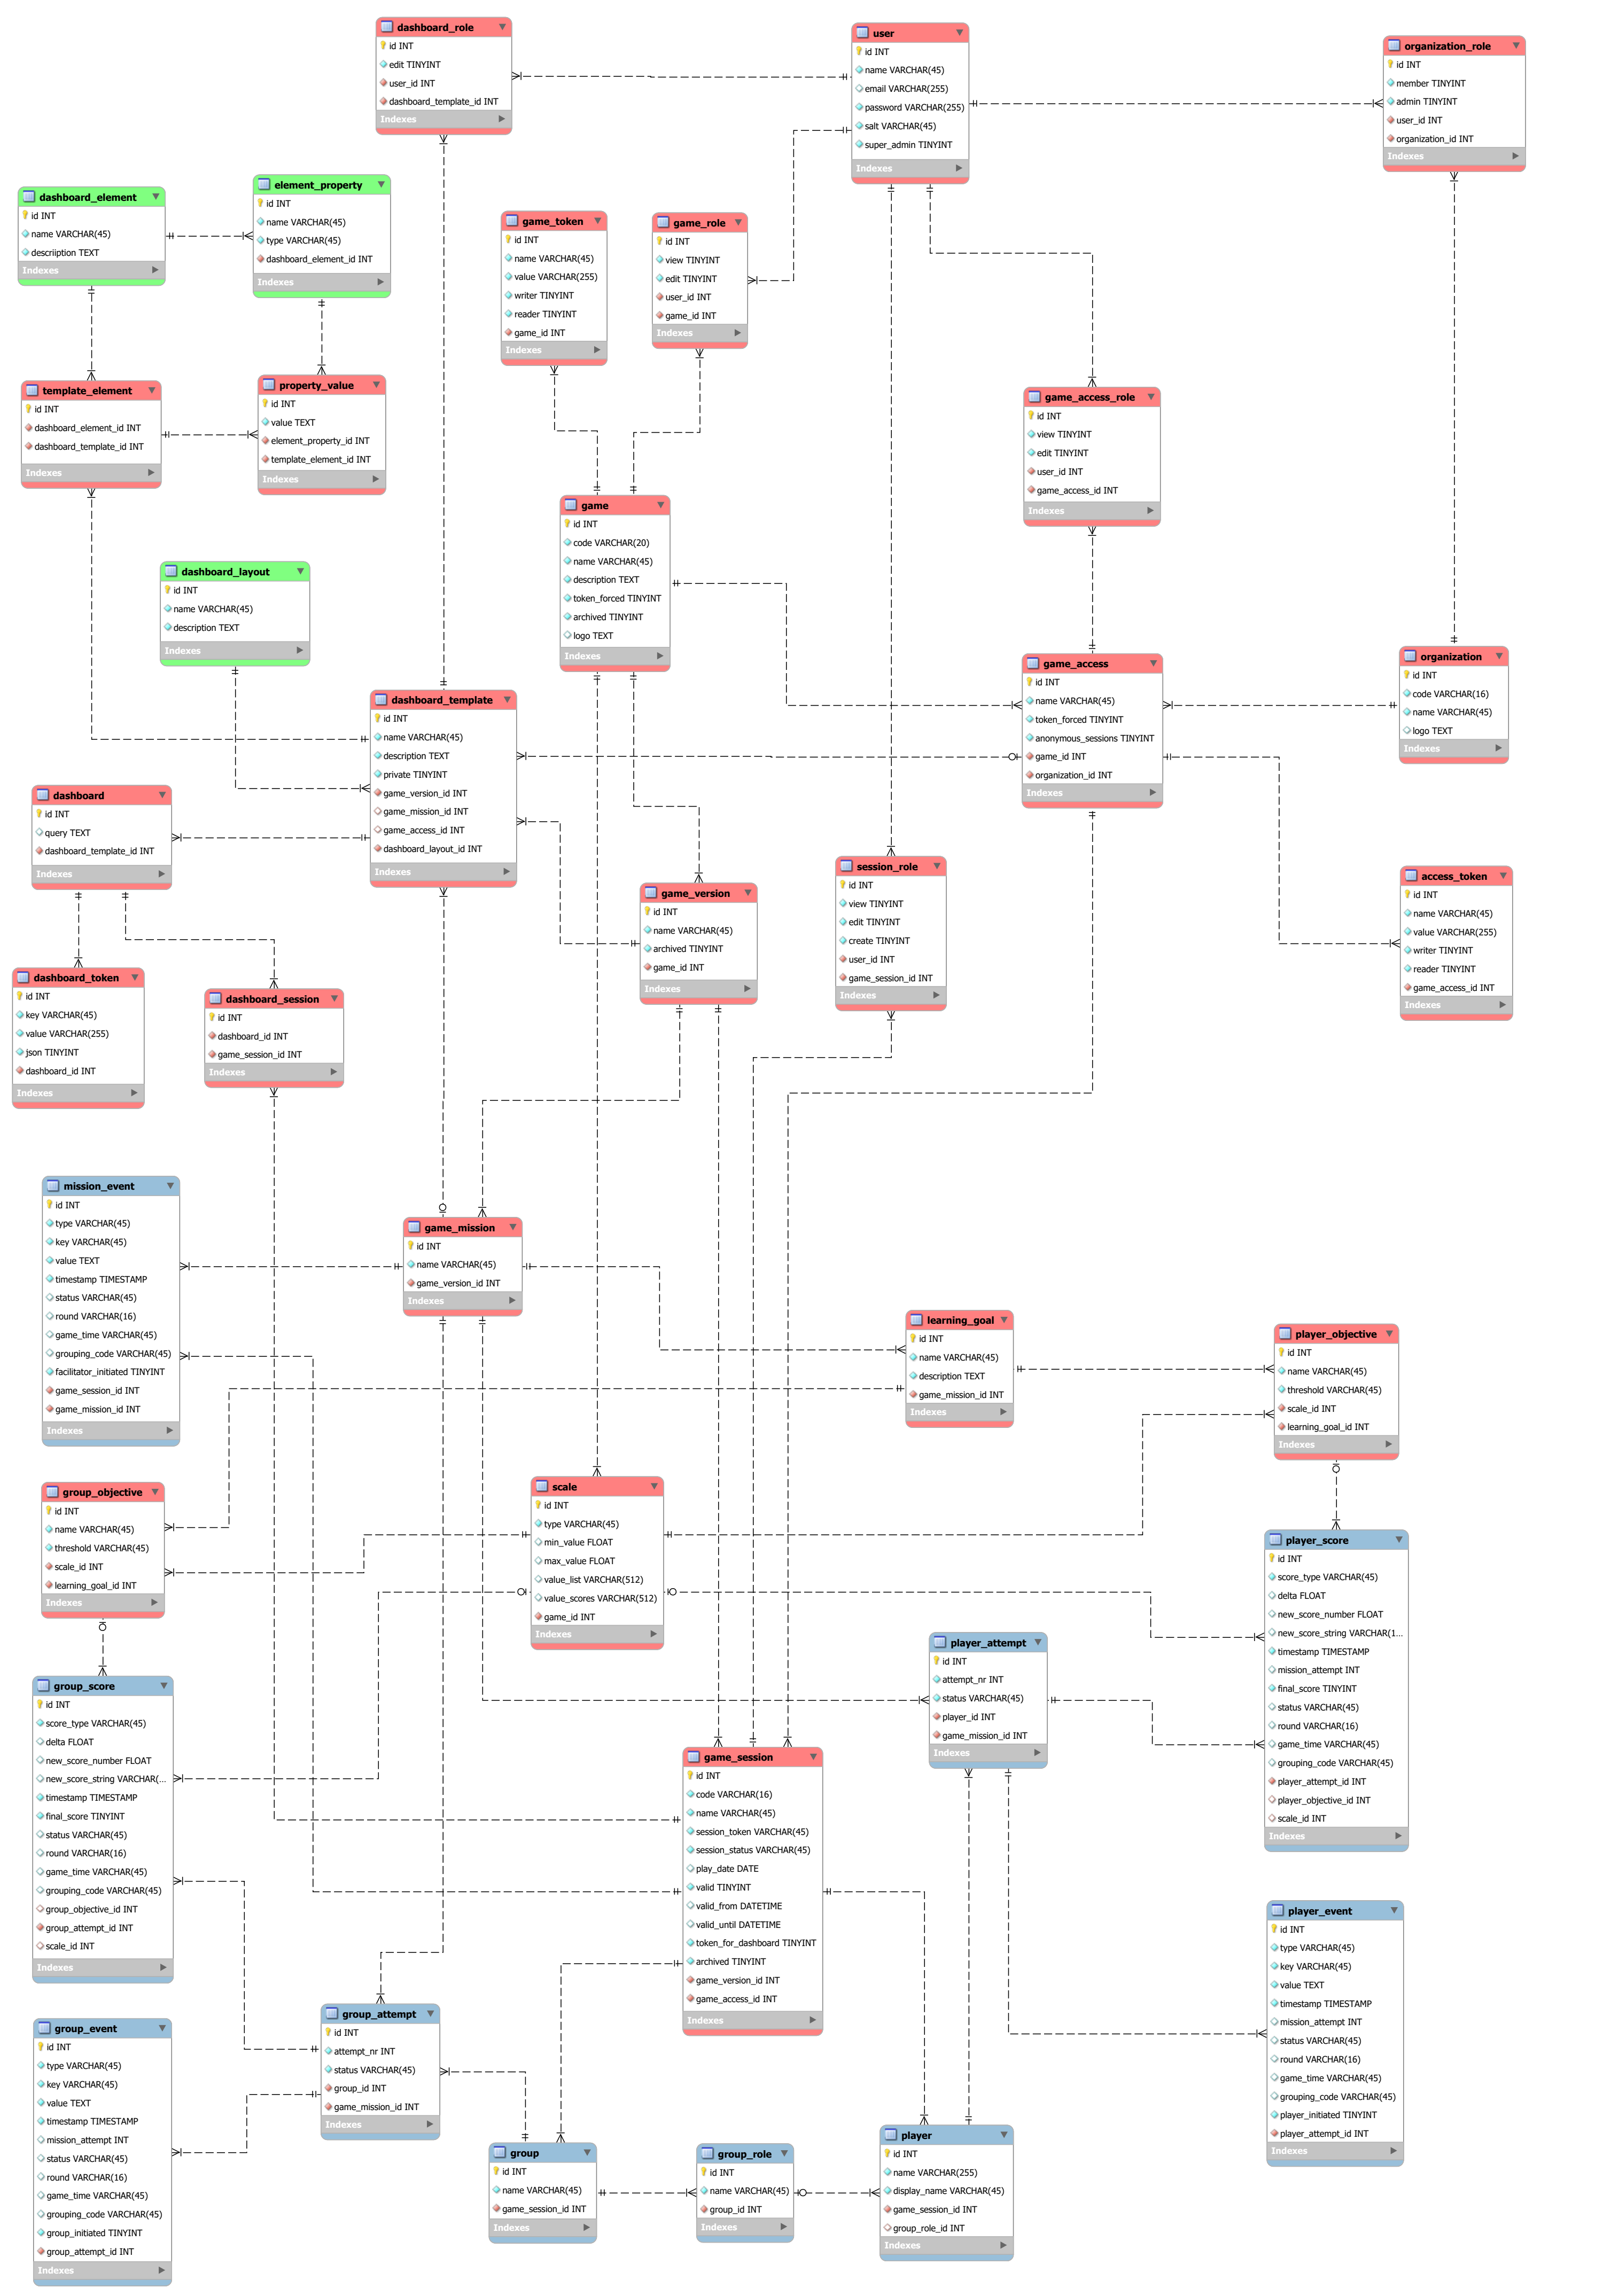 dashboard_role
id INT
edit TINYINT
user_id INT
dashboard_template_id INT
Indexes
user
id INT
name VARCHAR(45)
email VARCHAR(255)
password VARCHAR(255)
salt VARCHAR(45)
super_admin TINYINT
Indexes
organization_role
id INT
member TINYINT
admin TINYINT
user_id INT
organization_id INT
Indexes
dashboard_element
id INT
name VARCHAR(45)
descriiption TEXT
Indexes
element_property
id INT
name VARCHAR(45)
type VARCHAR(45)
dashboard_element_id INT
Indexes
game_token
id INT
name VARCHAR(45)
value VARCHAR(255)
writer TINYINT
reader TINYINT
game_id INT
Indexes
game_role
id INT
view TINYINT
edit TINYINT
user_id INT
game_id INT
Indexes
template_element
id INT
dashboard_element_id INT
dashboard_template_id INT
Indexes
property_value
id INT
value TEXT
element_property_id INT
template_element_id INT
Indexes
game_access_role
id INT
view TINYINT
edit TINYINT
user_id INT
game_access_id INT
Indexes
game
id INT
code VARCHAR(20)
name VARCHAR(45)
description TEXT
token_forced TINYINT
archived TINYINT
logo TEXT
Indexes
dashboard_layout
id INT
name VARCHAR(45)
description TEXT
Indexes
game_access
id INT
name VARCHAR(45)
token_forced TINYINT
anonymous_sessions TINYINT
game_id INT
organization_id INT
Indexes
organization
id INT
code VARCHAR(16)
name VARCHAR(45)
logo TEXT
Indexes
dashboard_template
id INT
name VARCHAR(45)
description TEXT
private TINYINT
game_version_id INT
game_mission_id INT
game_access_id INT
dashboard_layout_id INT
Indexes
dashboard
id INT
query TEXT
dashboard_template_id INT
Indexes
game_version
id INT
name VARCHAR(45)
archived TINYINT
game_id INT
Indexes
session_role
id INT
view TINYINT
edit TINYINT
create TINYINT
user_id INT
game_session_id INT
Indexes
access_token
id INT
name VARCHAR(45)
value VARCHAR(255)
writer TINYINT
reader TINYINT
game_access_id INT
Indexes
dashboard_token
id INT
key VARCHAR(45)
value VARCHAR(255)
json TINYINT
dashboard_id INT
Indexes
dashboard_session
id INT
dashboard_id INT
game_session_id INT
Indexes
mission_event
id INT
type VARCHAR(45)
key VARCHAR(45)
value TEXT
timestamp TIMESTAMP
status VARCHAR(45)
round VARCHAR(16)
game_time VARCHAR(45)
grouping_code VARCHAR(45)
facilitator_initiated TINYINT
game_session_id INT
game_mission_id INT
Indexes
game_mission
id INT
name VARCHAR(45)
game_version_id INT
Indexes
learning_goal
id INT
name VARCHAR(45)
description TEXT
game_mission_id INT
Indexes
player_objective
id INT
name VARCHAR(45)
threshold VARCHAR(45)
scale_id INT
learning_goal_id INT
Indexes
group_objective
id INT
name VARCHAR(45)
threshold VARCHAR(45)
scale_id INT
learning_goal_id INT
Indexes
scale
id INT
type VARCHAR(45)
min_value FLOAT
max_value FLOAT
value_list VARCHAR(512)
value_scores VARCHAR(512)
game_id INT
Indexes
player_score
id INT
score_type VARCHAR(45)
delta FLOAT
new_score_number FLOAT
new_score_string VARCHAR(1...
timestamp TIMESTAMP
mission_attempt INT
final_score TINYINT
status VARCHAR(45)
round VARCHAR(16)
game_time VARCHAR(45)
grouping_code VARCHAR(45)
player_attempt_id INT
player_objective_id INT
scale_id INT
Indexes
player_attempt
id INT
attempt_nr INT
status VARCHAR(45)
player_id INT
game_mission_id INT
Indexes
group_score
id INT
score_type VARCHAR(45)
delta FLOAT
new_score_number FLOAT
new_score_string VARCHAR(...
timestamp TIMESTAMP
final_score TINYINT
status VARCHAR(45)
round VARCHAR(16)
game_time VARCHAR(45)
grouping_code VARCHAR(45)
group_objective_id INT
group_attempt_id INT
scale_id INT
Indexes
game_session
id INT
code VARCHAR(16)
name VARCHAR(45)
session_token VARCHAR(45)
session_status VARCHAR(45)
play_date DATE
valid TINYINT
valid_from DATETIME
valid_until DATETIME
token_for_dashboard TINYINT
archived TINYINT
game_version_id INT
game_access_id INT
Indexes
player_event
id INT
type VARCHAR(45)
key VARCHAR(45)
value TEXT
timestamp TIMESTAMP
mission_attempt INT
status VARCHAR(45)
round VARCHAR(16)
game_time VARCHAR(45)
grouping_code VARCHAR(45)
player_initiated TINYINT
player_attempt_id INT
Indexes
group_attempt
id INT
attempt_nr INT
status VARCHAR(45)
group_id INT
game_mission_id INT
Indexes
group_event
id INT
type VARCHAR(45)
key VARCHAR(45)
value TEXT
timestamp TIMESTAMP
mission_attempt INT
status VARCHAR(45)
round VARCHAR(16)
game_time VARCHAR(45)
grouping_code VARCHAR(45)
group_initiated TINYINT
group_attempt_id INT
Indexes
group
id INT
name VARCHAR(45)
game_session_id INT
Indexes
group_role
id INT
name VARCHAR(45)
group_id INT
Indexes
player
id INT
name VARCHAR(255)
display_name VARCHAR(45)
game_session_id INT
group_role_id INT
Indexes